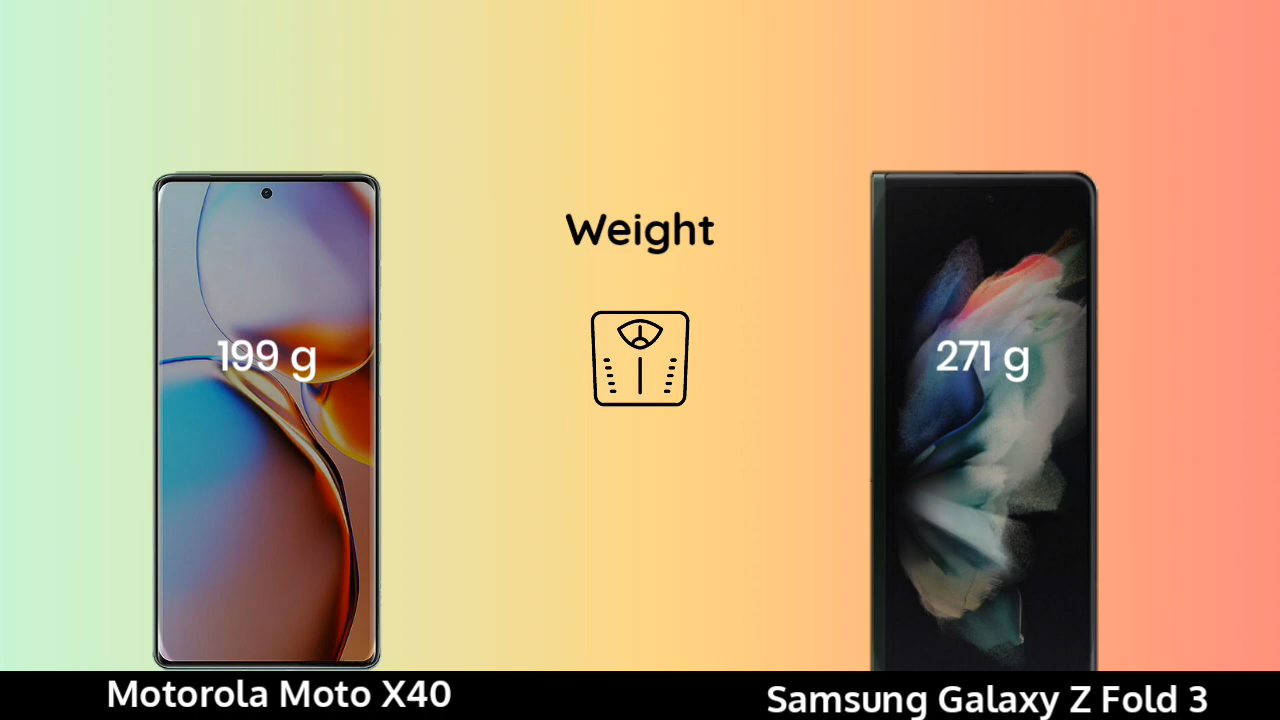 Weight
199 g
271 g
Motorola Moto X40
Samsung Galaxy Z Fold 3